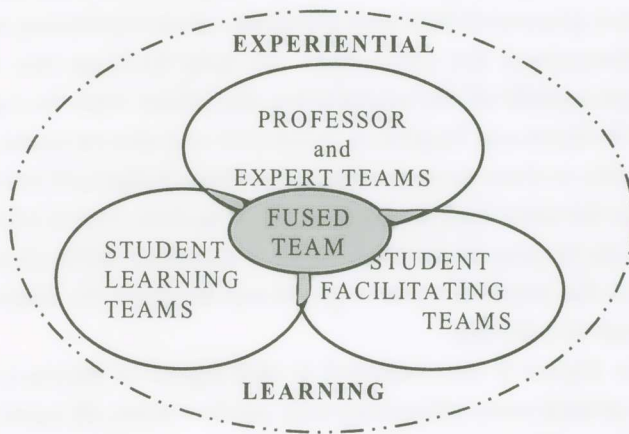 EXPERIENTIAL
PROFESSOR
and
EXPERT TEAMS
FUSED
TEAM
STUDENT
LEARNING
TEAMS
STUDENT
FACILITATING
TEAMS
LEARNING